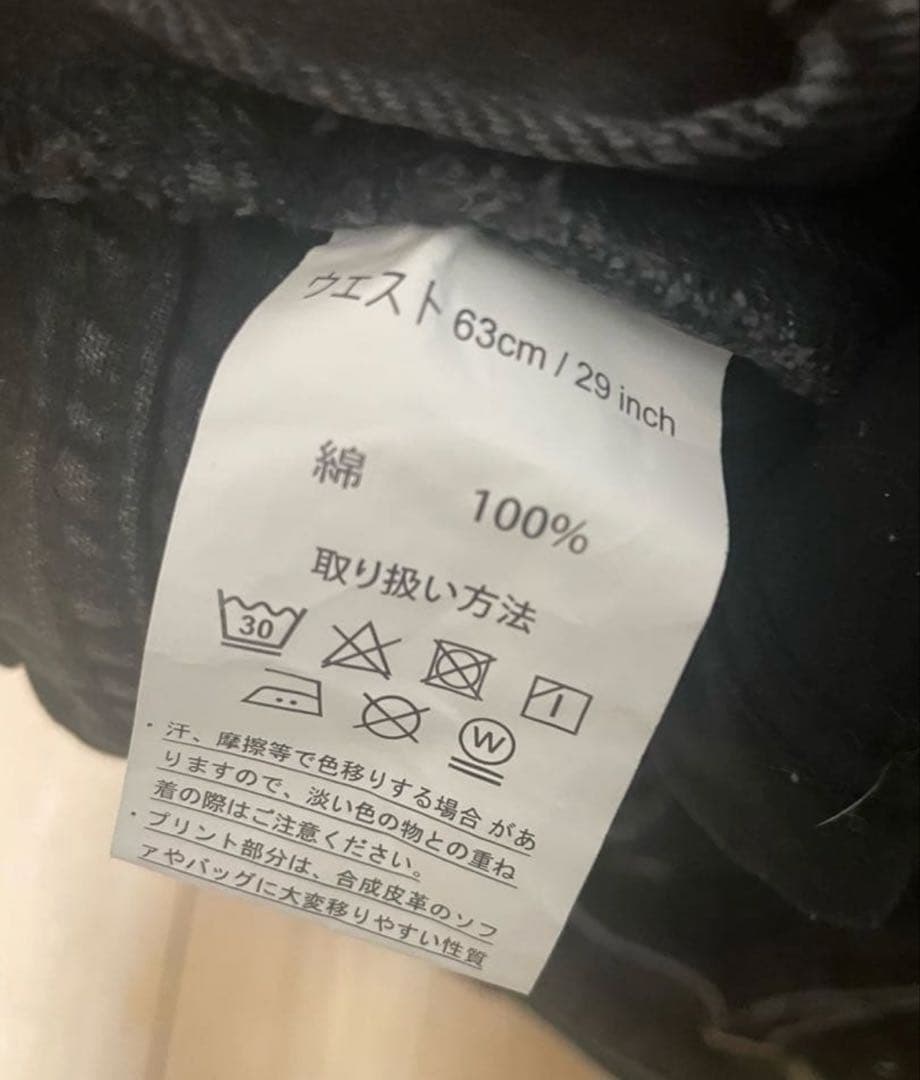 ウエスト 63cm / 29 inch
綿 100%
取り扱い方法
30
W
・汗、摩擦等で色移りする場合 があ
りますので、淡い色の物との重ね
着の際はご注意ください。
・プリント部分は、合成皮革のソフ
ァやバッグに大変移りやすい性質